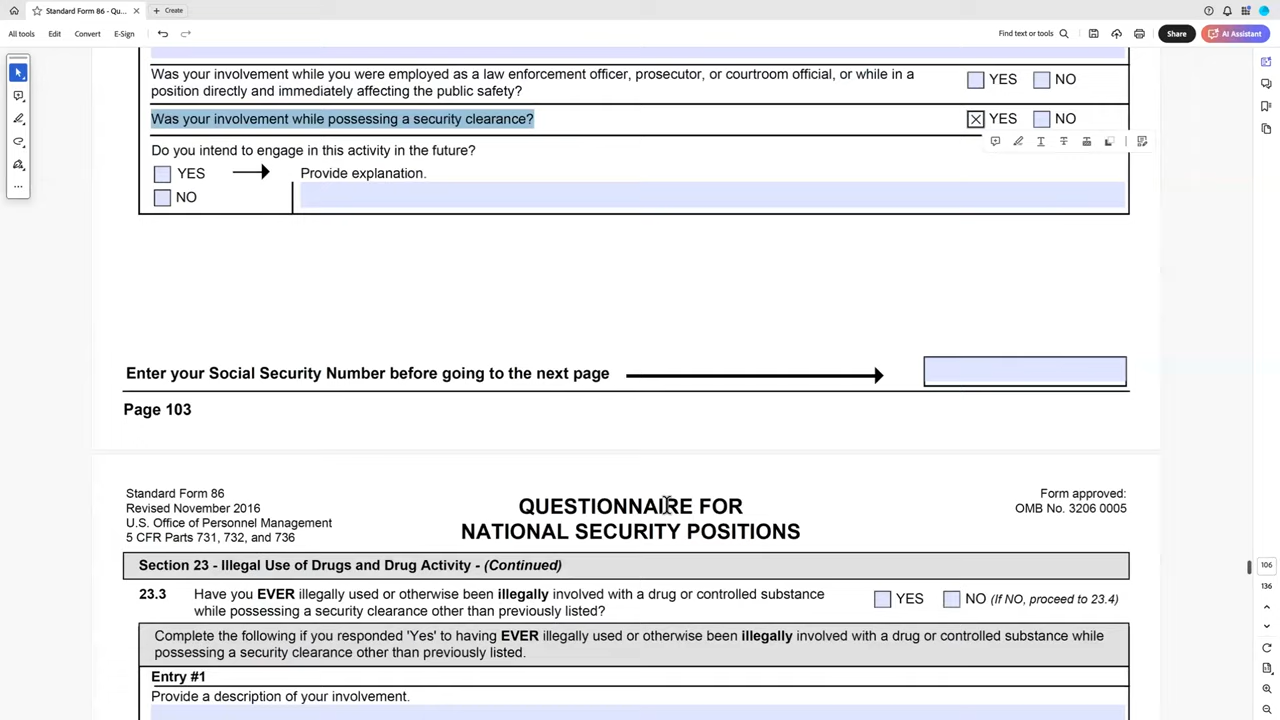 Standard Form 86 - Qu...
Create
All tools
Edit
Convert
E-Sign
Find text or tools
Share
AI Assistant
Was your involvement while you were employed as a law enforcement officer, prosecutor, or courtroom official, or while in a
position directly and immediately affecting the public safety?
YES
NO
Was your involvement while possessing a security clearance?
YES
NO
Do you intend to engage in this activity in the future?
YES
Provide explanation.
NO
Enter your Social Security Number before going to the next page
Page 103
Standard Form 86
Revised November 2016
U.S. Office of Personnel Management
5 CFR Parts 731, 732, and 736
QUESTIONNAIRE FOR
NATIONAL SECURITY POSITIONS
Form approved:
OMB No. 3206 0005
106
136
Section 23 - Illegal Use of Drugs and Drug Activity - (Continued)
23.3 Have you EVER illegally used or otherwise been illegally involved with a drug or controlled substance
while possessing a security clearance other than previously listed?
YES
NO (If NO, proceed to 23.4)
Complete the following if you responded 'Yes' to having EVER illegally used or otherwise been illegally involved with a drug or controlled substance while
possessing a security clearance other than previously listed.
Entry #1
Provide a description of your involvement.